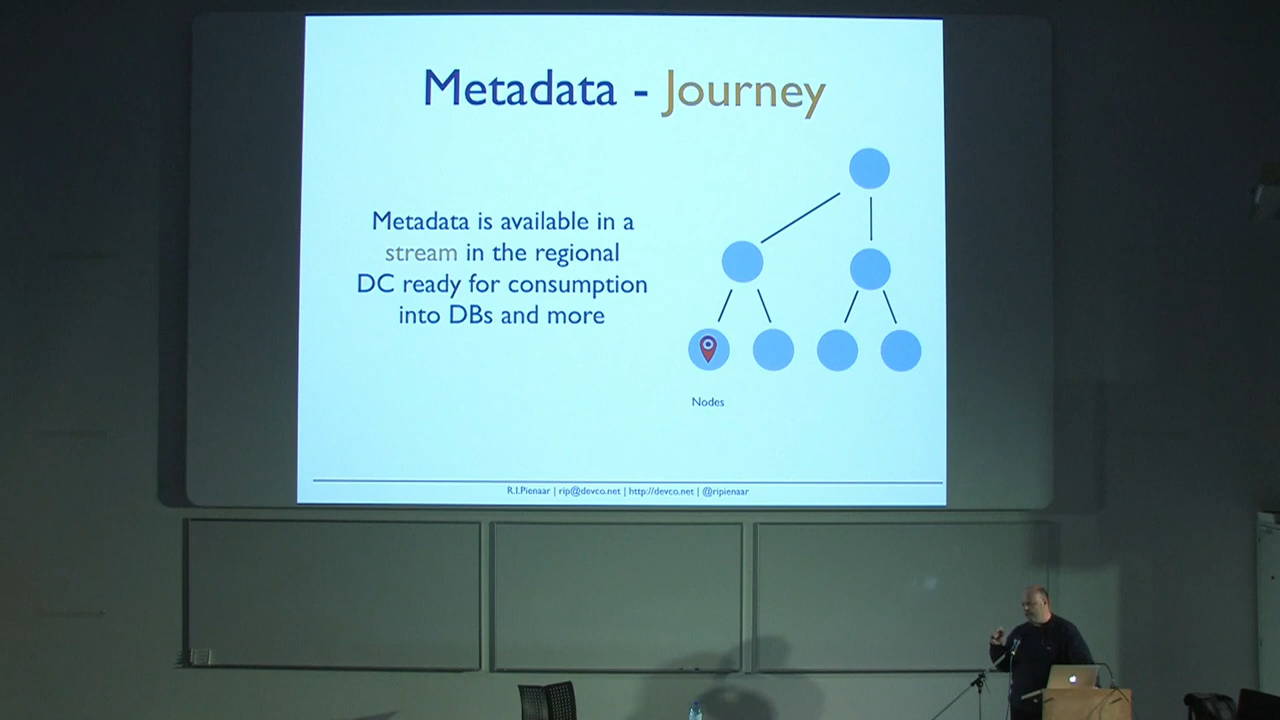 Metadata - Journey
Metadata is available in a
stream in the regional
DC ready for consumption
into DBs and more
Nodes
R.I.Pienaar | rip@devco.net | http://devco.net | @ripienaar